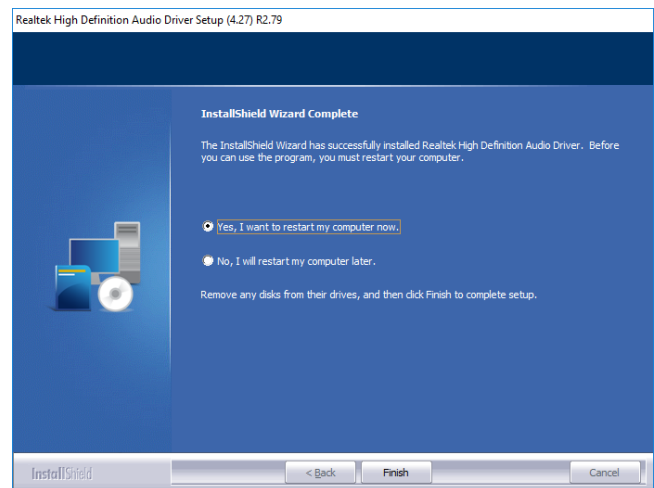 Realtek High Definition Audio Driver Setup (4.27) R2.79
InstallShield Wizard Complete
The InstallShield Wizard has successfully installed Realtek High Definition Audio Driver.  Before
you can use the program, you must restart your computer.
Yes, I want to restart my computer now.
No, I will restart my computer later.
Remove any disks from their drives, and then click Finish to complete setup.
InstallShield
< Back
Finish
Cancel